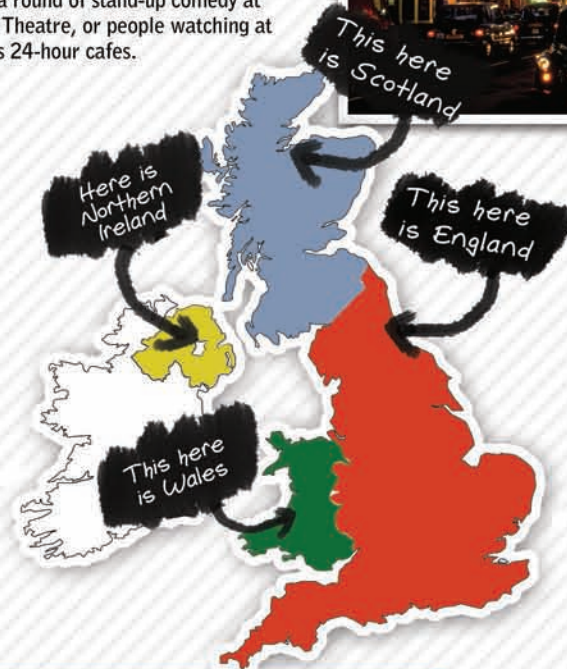 a round of stand-up comedy at
Theatre, or people watching at
s 24-hour cafes.
This here
is Scotland
Here is
Northern
Ireland
This here
is England
This here
is Wales